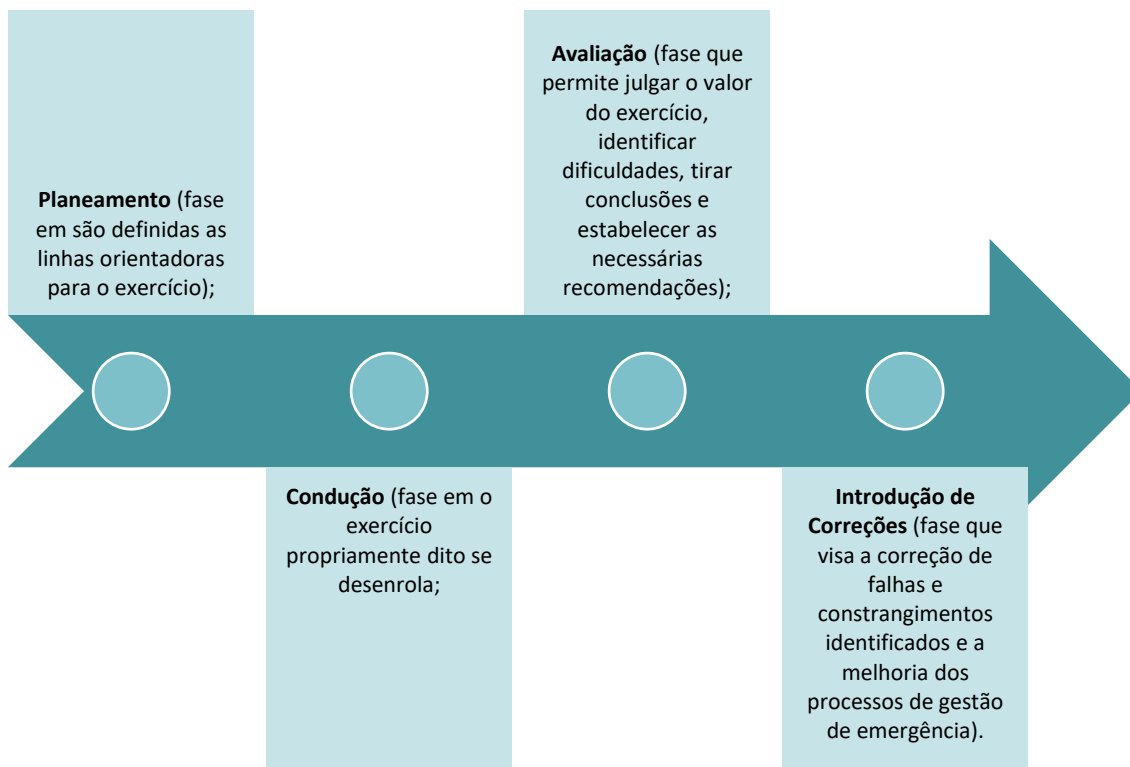 Planeamento (fase
em são definidas as
linhas orientadoras
para o exercício);
Condução (fase em o
exercício
propriamente dito se
desenrola;
Avaliação (fase que
permite julgar o valor
do exercício,
identificar
dificuldades, tirar
conclusões e
estabelecer as
necessárias
recomendações);
Introdução de
Correções (fase que
visa a correção de
falhas e
constrangimentos
identificados e a
melhoria dos
processos de gestão
de emergência).